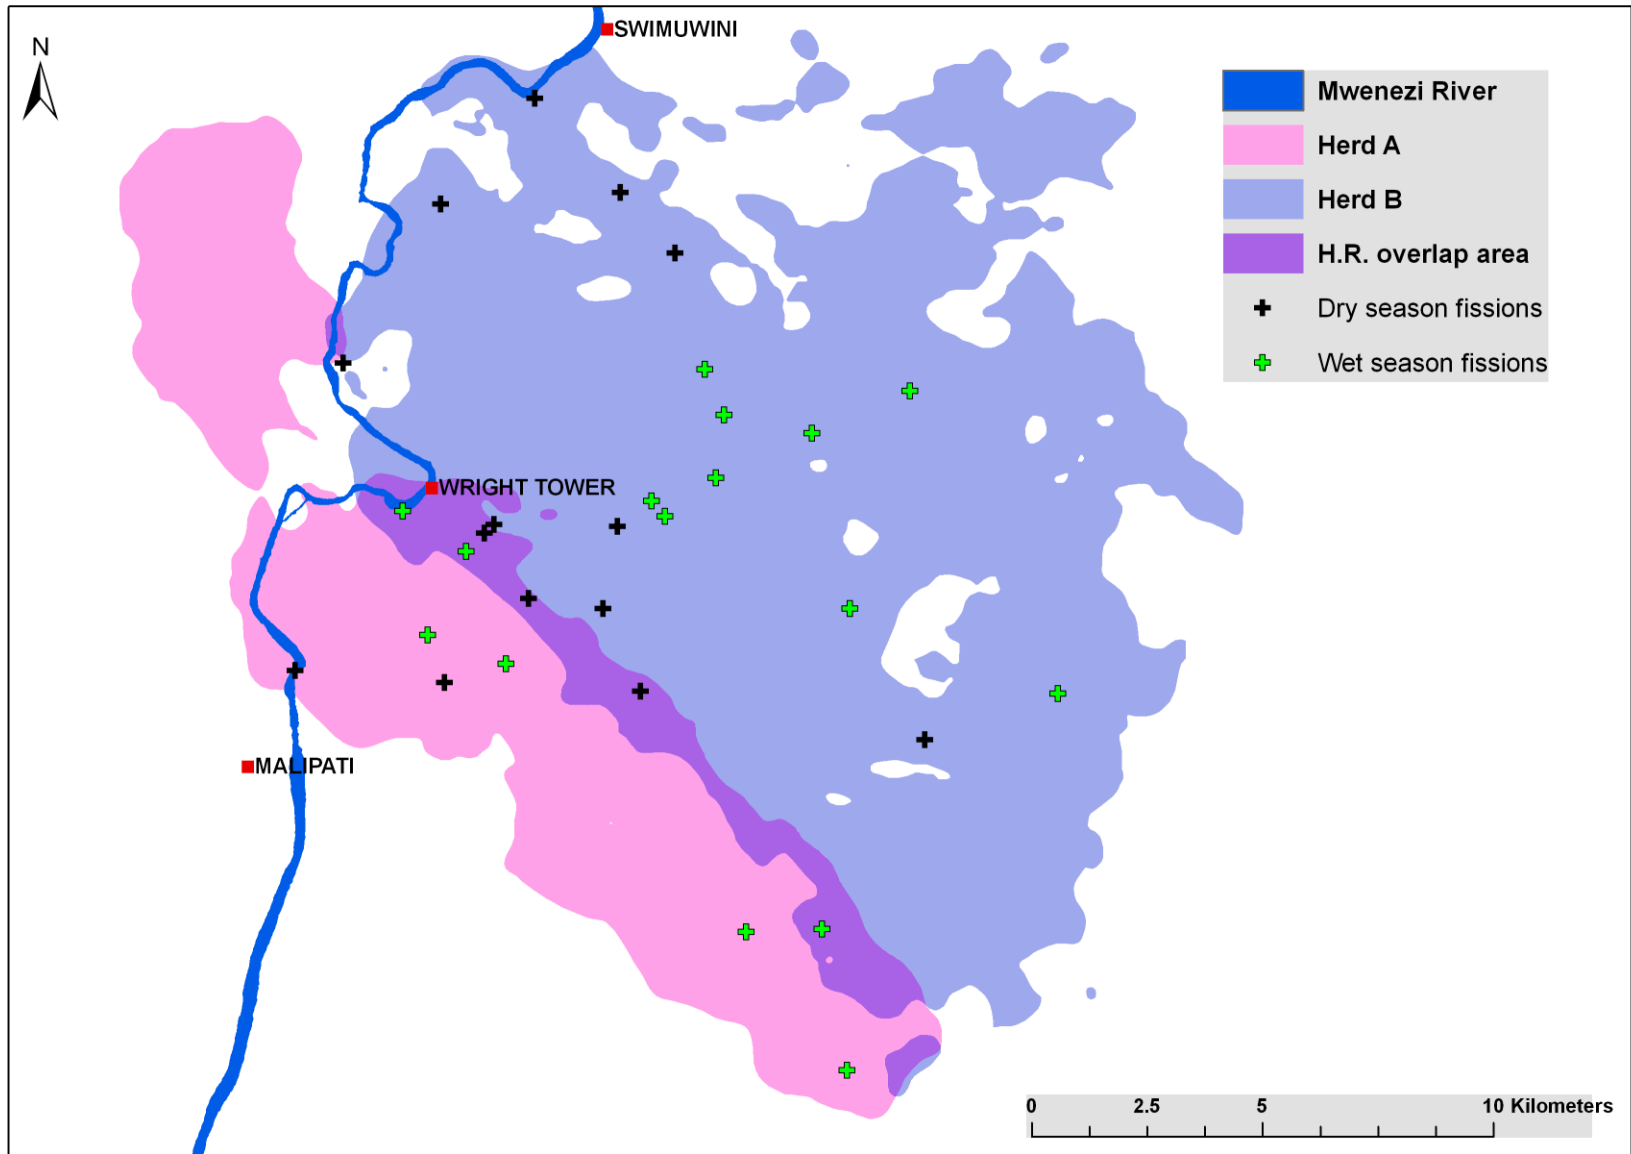 SWIMUWINI
N
Mwenezi River
Herd A
Herd B
H.R. overlap area
Dry season fissions
Wet season fissions
WRIGHT TOWER
MALIPATI
0 2.5 5 10 Kilometers